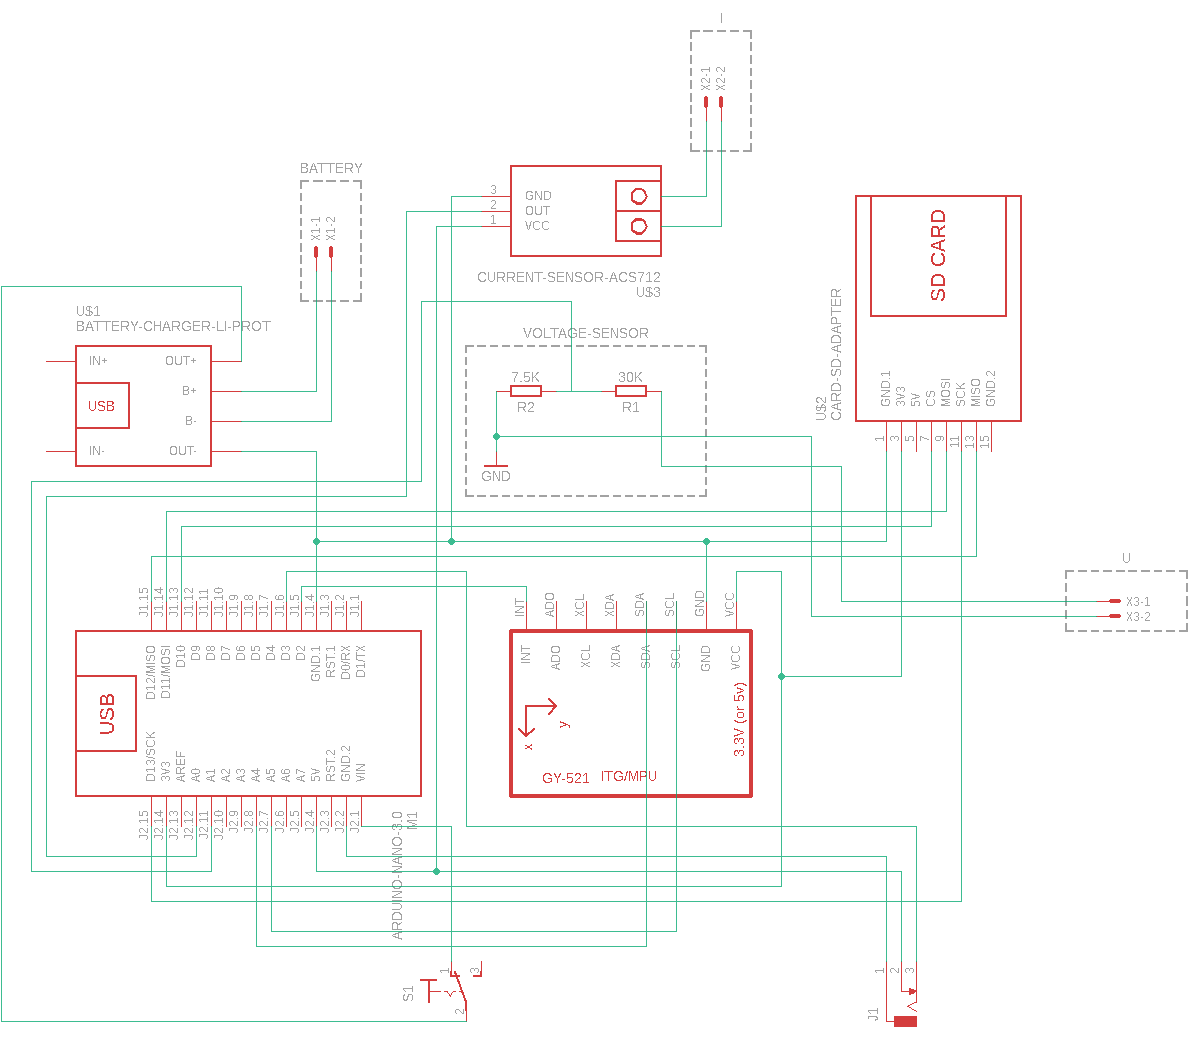 I
X2-1
X2-2
BATTERY
X1-1
X1-2
3
GND
2
OUT
1
VCC
CURRENT-SENSOR-ACS712
U$3
SD CARD
U$2
CARD-SD-ADAPTER
GND.1
3V3
5V
CS
MOSI
SCK
MISO
GND.2
1
3
5
7
9
11
13
15
U$1
BATTERY-CHARGER-LI-PROT
IN+
OUT+
B+
USB
B-
IN-
OUT-
VOLTAGE-SENSOR
7.5K
30K
R2
R1
GND
U
X3-1
X3-2
J1.15
J1.14
J1.13
J1.12
J1.11
J1.10
J1.9
J1.8
J1.7
J1.6
J1.5
J1.4
J1.3
J1.2
J1.1
D12/MISO
D11/MOSI
D10
D9
D8
D7
D6
D5
D4
D3
D2
GND.1
RST.1
D0/RX
D1/TX
USB
D13/SCK
3V3
AREF
A0
A1
A2
A3
A4
A5
A6
A7
5V
RST.2
GND.2
VIN
J2.15
J2.14
J2.13
J2.12
J2.11
J2.10
J2.9
J2.8
J2.7
J2.6
J2.5
J2.4
J2.3
J2.2
J2.1
ARDUINO-NANO-3.0
M1
INT
ADO
XCL
XDA
SDA
SCL
GND
VCC
INT
ADO
XCL
XDA
SDA
SCL
GND
VCC
x
y
3.3V (or 5v)
GY-521
ITG/MPU
S1
1
3
2
1
2
3
J1